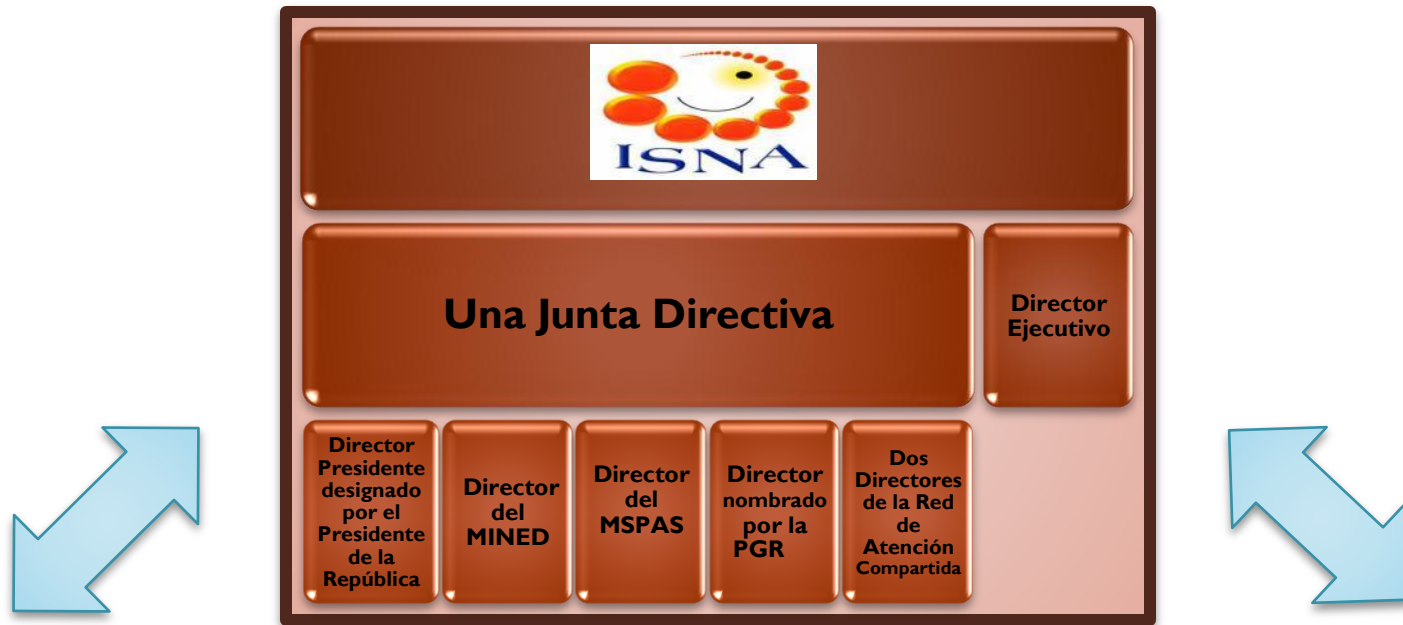 ISNA
Una Junta Directiva
Director
Ejecutivo
Director
Presidente
designado
por el
Presidente
de la
República
Director
del
MINED
Director
del
MSPAS
Director
nombrado
por la
PGR
Dos
Directores
de la Red
de
Atención
Compartida